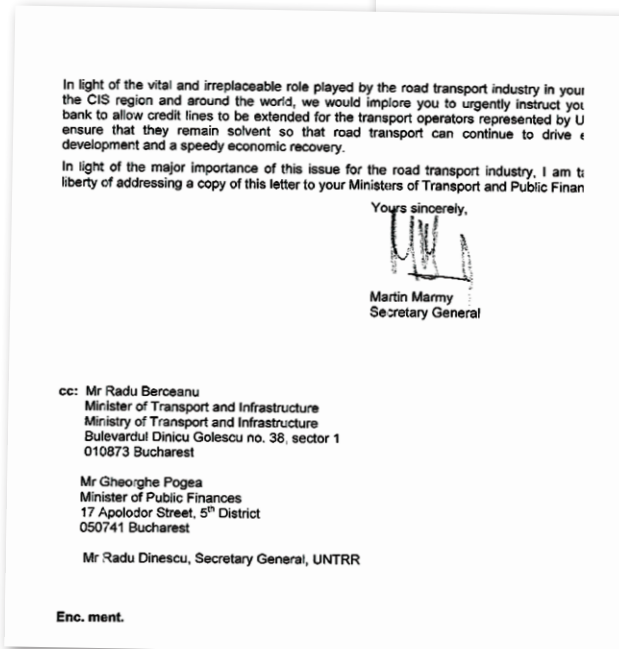 In light of the vital and irreplaceable role played by the road transport industry in your
the CIS region and around the world, we would implore you to urgently instruct
bank to allow credit lines to be extended for the transport operators represented by U
ensure that they remain solvent so that road transport can continue to drive e
development and a speedy economic recovery.
In light of the major importance of this issue for the road transport industry, I am
liberty of addressing a copy of this letter to your Ministers of Transport and Public Finan
Yours sincerely,
Martin Marmy
Secretary General
cc: Mr Radu Berceanu
Minister of Transport and Infrastructure
Ministry of Transport and Infrastructure
Bulevardul Dinicu Golescu no. 38, sector 1
010873 Bucharest
Mr Gheorghe Pogea
Minister of Public Finances
17 Apolodor Street, 5th District
050741 Bucharest
Mr Radu Dinescu, Secretary General, UNTRR
Enc. ment.